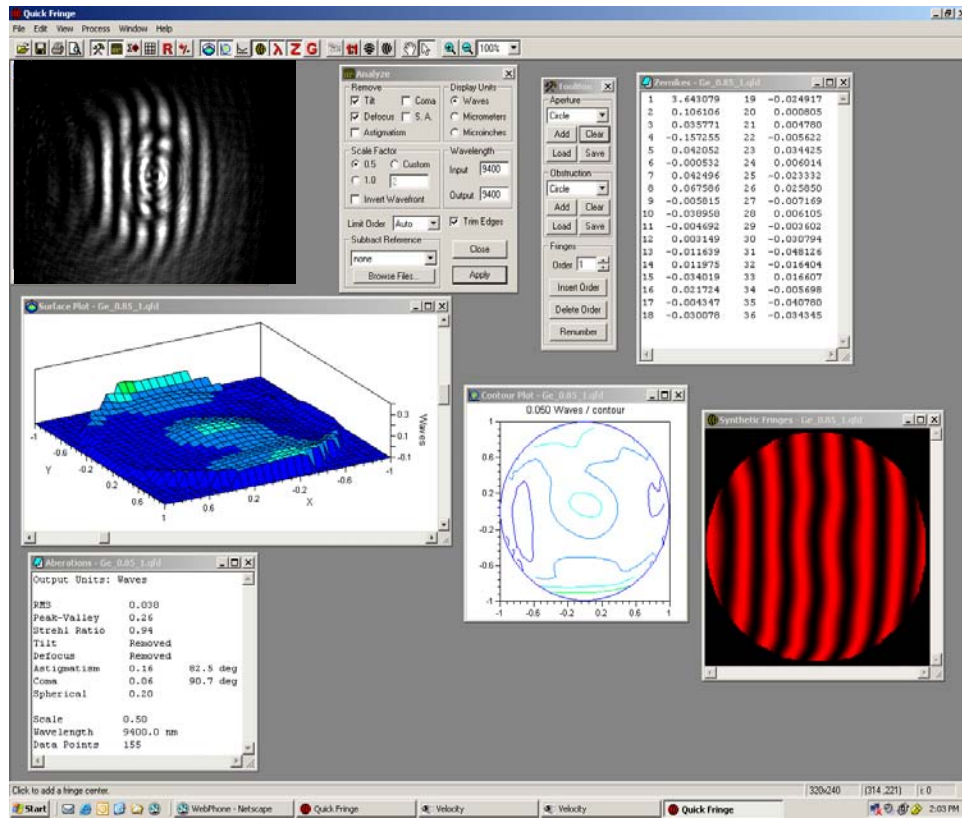 Quick Fringe
File Edit View Process Window Help
R Z G 100%
Analyze
Remove
Tilt Coma
Defocus S. A.
Astigmatism
Display Units
Waves
Micrometers
Microinches
Scale Factor
0.5 Custom
1.0 2
Invert Wavefront
Wavelength
Input 9400
Output 9400
Limit Order Auto
Trim Edges
Subtract Reference
none
Browse Files...
Close
Apply
Aperture
Circle
Add Clear
Load Save
Obstruction
Circle
Add Clear
Load Save
Fringes
Order 1
Insert Order
Delete Order
Renumber
Zernikes - Ge_0.85_1.qfd
1 3.643079 19 -0.024917
2 0.106106 20 0.000805
3 0.035771 21 0.004780
4 -0.157255 22 -0.005622
5 0.042052 23 0.034425
6 -0.000532 24 0.006014
7 0.042496 25 -0.023332
8 0.067586 26 0.025850
9 -0.005815 27 -0.007169
10 -0.038958 28 0.006105
11 -0.004692 29 -0.003602
12 0.003149 30 -0.030794
13 -0.011639 31 -0.048126
14 0.011975 32 -0.016404
15 -0.034019 33 0.016607
16 0.021724 34 -0.005698
17 -0.004347 35 -0.040780
18 -0.030078 36 -0.034345
Surface Plot - Ge_0.85_1.qfd
0.3
0.1
-0.1
Waves
-1
-0.6
-0.2
0.2
0.6
1
Y
0.6
0.2
-0.2
-0.6
-1
X
Contour Plot - Ge_0.85_1.qfd
0.050 Waves / contour
1
0.6
0.2
-0.2
-0.6
-1
-1 -0.6 -0.2 0.2 0.6 1
Synthetic Fringes - Ge_0.85_1.qfd
Aberations - Ge_0.85_1.qfd
Output Units: Waves
RMS 0.038
Peak-Valley 0.26
Strehl Ratio 0.94
Tilt Removed
Defocus Removed
Astigmatism 0.16 82.5 deg
Coma 0.06 90.7 deg
Spherical 0.20
Scale 0.50
Wavelength 9400.0 nm
Data Points 155
Click to add a fringe center.
320x240 (314 ,221) i: 0
Start WebPhone - Netscape Quick Fringe Velocity Velocity Quick Fringe 2:03 PM